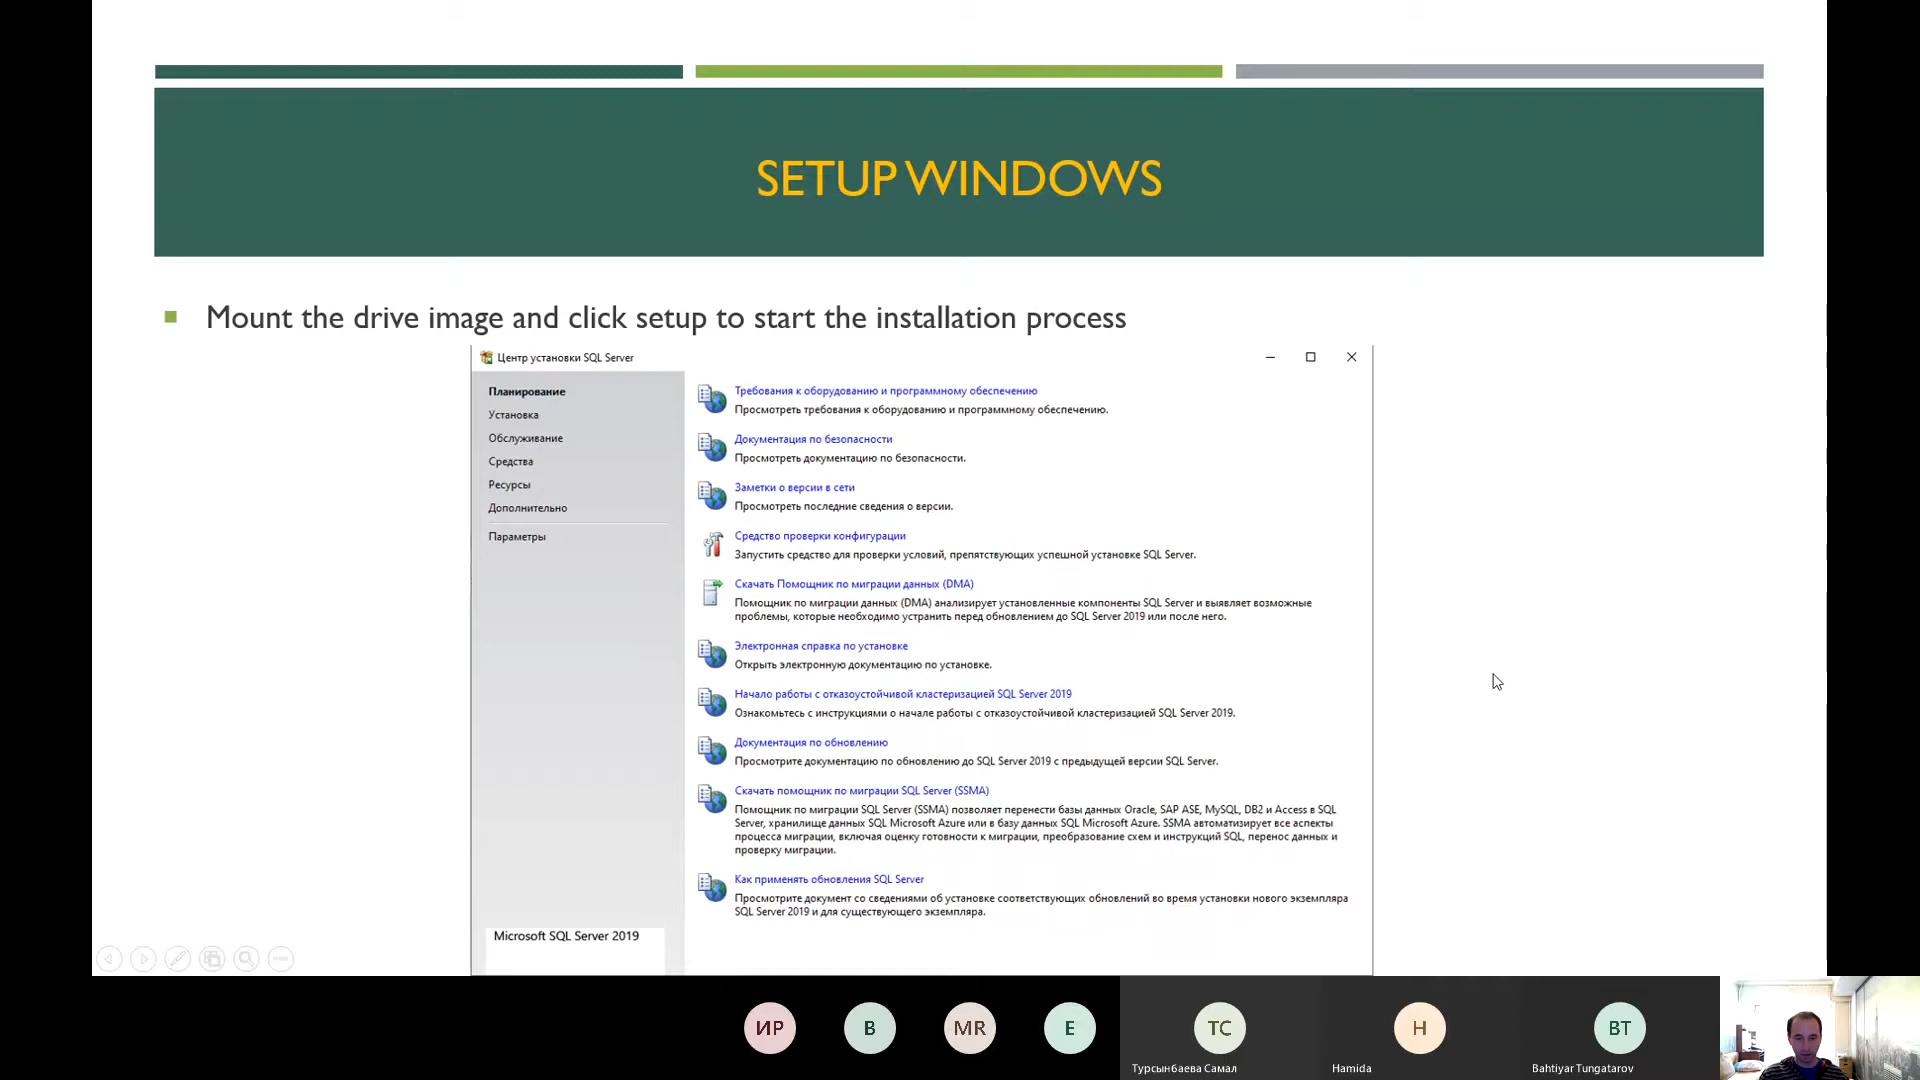 SETUP WINDOWS
Mount the drive image and click setup to start the installation process
Центр установки SQL Server
Планирование
Установка
Обслуживание
Средства
Ресурсы
Дополнительно
Параметры
Microsoft SQL Server 2019
Требования к оборудованию и программному обеспечению
Просмотреть требования к оборудованию и программному обеспечению.
Документация по безопасности
Просмотреть документацию по безопасности.
Заметки о версии в сети
Просмотреть последние сведения о версии.
Средство проверки конфигурации
Запустить средство для проверки условий, препятствующих успешной установке SQL Server.
Скачать Помощник по миграции данных (DMA)
Помощник по миграции данных (DMA) анализирует установленные компоненты SQL Server и выявляет возможные
проблемы, которые необходимо устранить перед обновлением до SQL Server 2019 или после него.
Электронная справка по установке
Открыть электронную документацию по установке.
Начало работы с отказоустойчивой кластеризацией SQL Server 2019
Ознакомьтесь с инструкциями о начале работы с отказоустойчивой кластеризацией SQL Server 2019.
Документация по обновлению
Просмотрите документацию по обновлению до SQL Server 2019 с предыдущей версии SQL Server.
Скачать помощник по миграции SQL Server (SSMA)
Помощник по миграции SQL Server (SSMA) позволяет перенести базы данных Oracle, SAP ASE, MySQL, DB2 и Access в SQL
Server, хранилище данных SQL Microsoft Azure или в базу данных SQL Microsoft Azure. SSMA автоматизирует все аспекты
процесса миграции, включая оценку готовности к миграции, преобразование схем и инструкций SQL, перенос данных и
проверку миграции.
Как применять обновления SQL Server
Просмотрите документ со сведениями об установке соответствующих обновлений во время установки нового экземпляра
SQL Server 2019 и для существующего экземпляра.
ИР
В
MR
E
ТС
H
BT
Турсынбаева Самал
Hamida
Bahtiyar Tungatarov